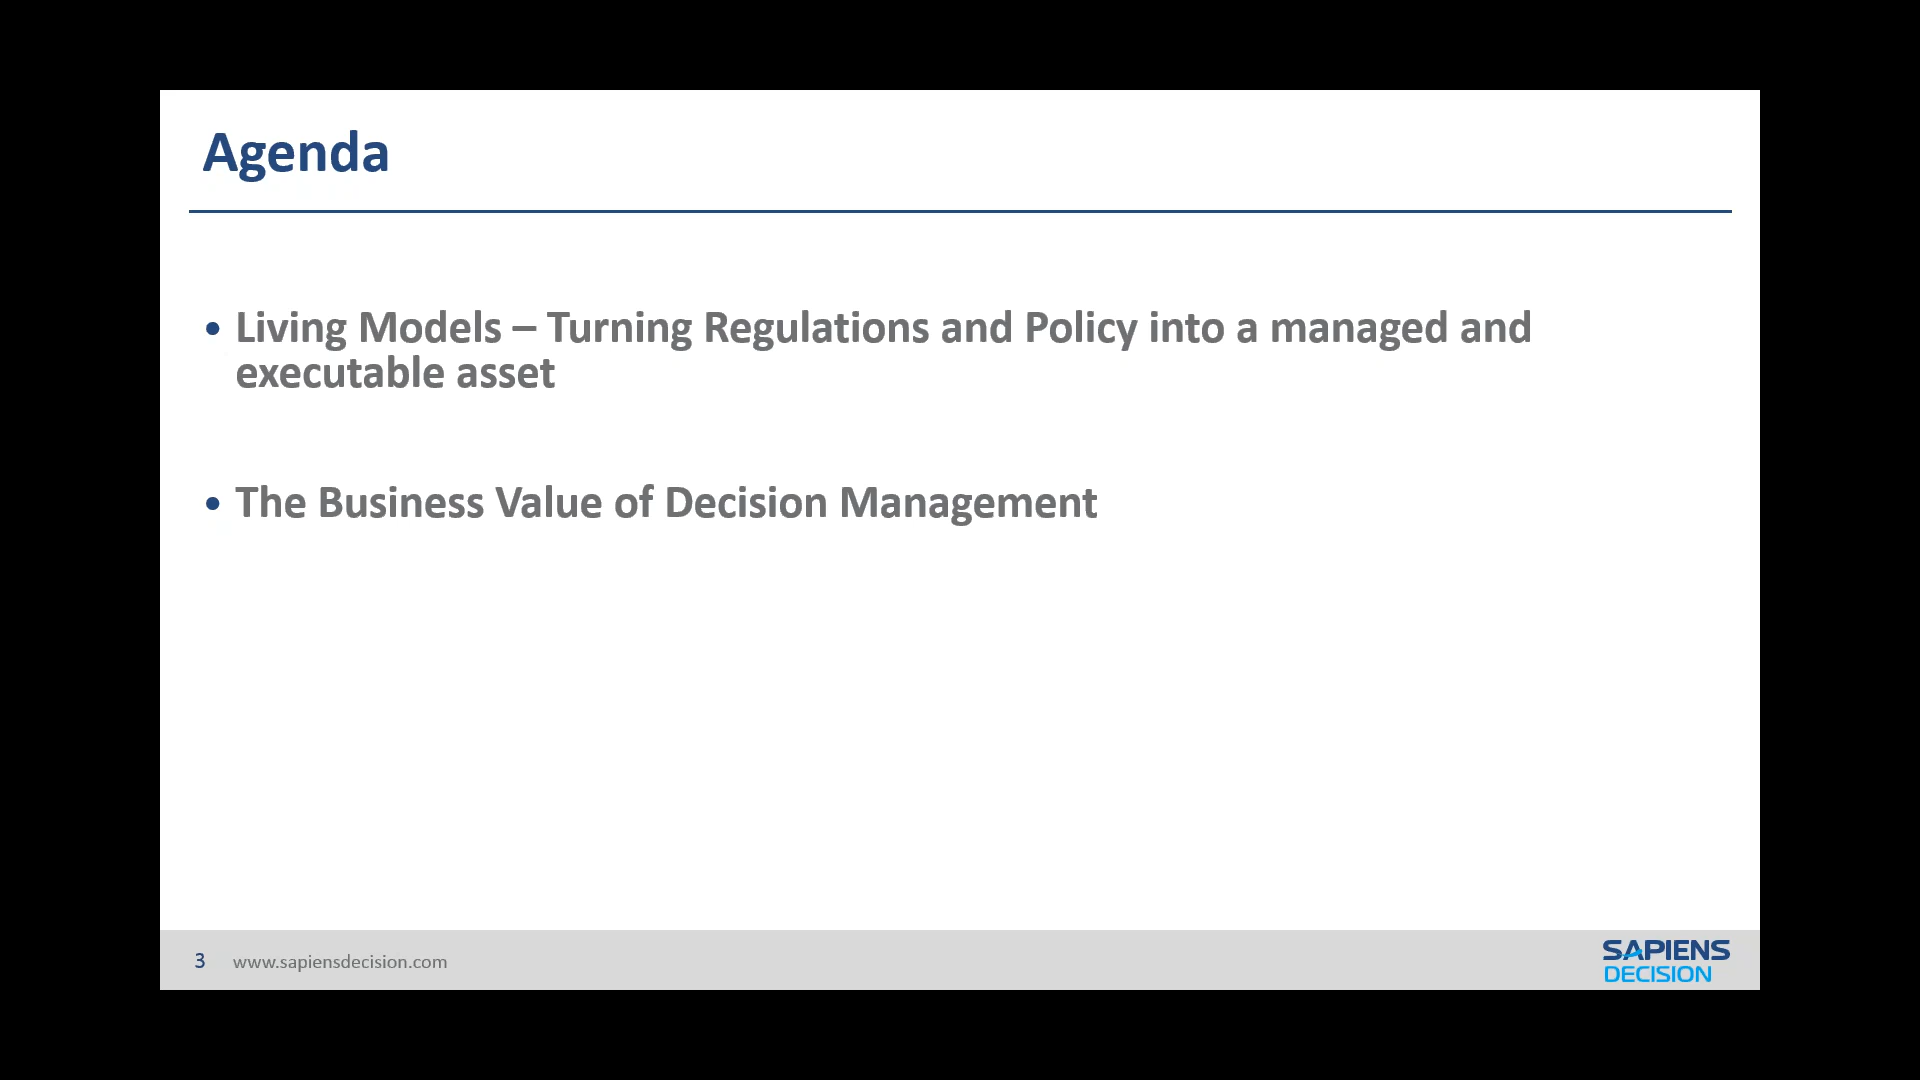 Agenda
• Living Models – Turning Regulations and Policy into a managed and
executable asset
• The Business Value of Decision Management
3 www.sapiensdecision.com
SAPIENS
DECISION